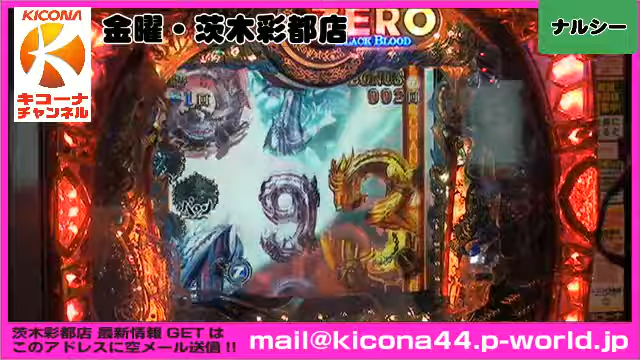 KICONA
キコーナ
チャンネル
金曜・茨木彩都店
ナルシー
ZERO
BLACK BLOOD
BONUS
9
3
茨木彩都店 最新情報 GET は
このアドレスに空メール送信!!
mail@kicona44.p-world.jp